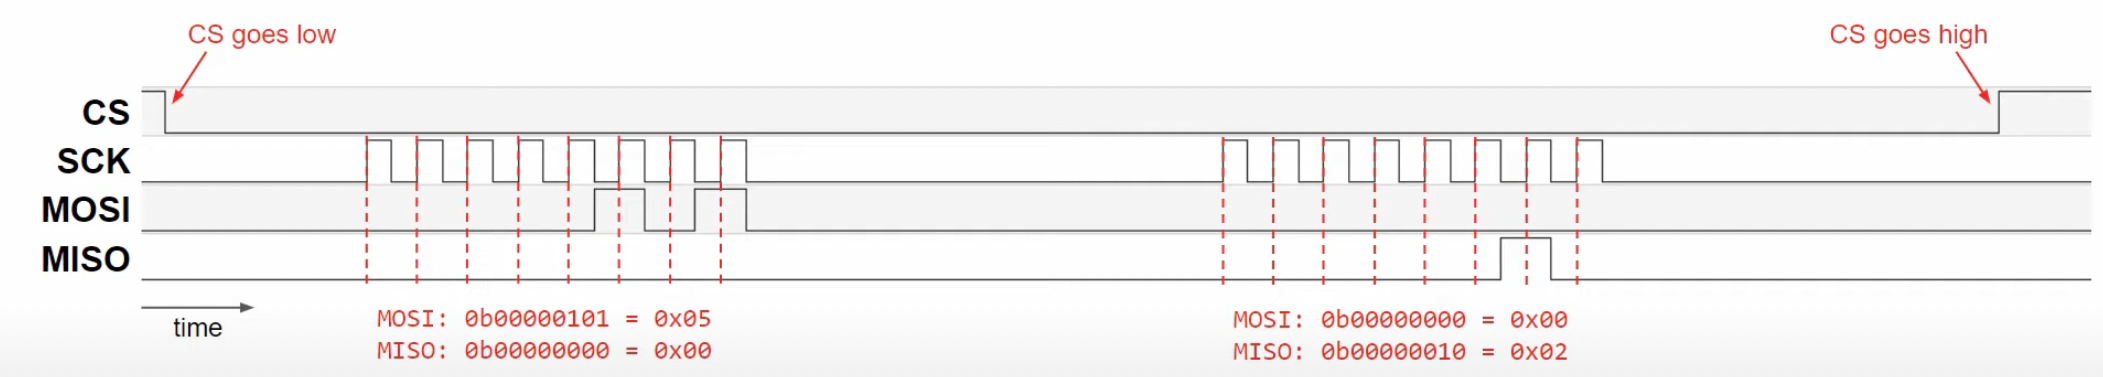 CS goes low
CS goes high
CS
SCK
MOSI
MISO
time
MOSI: 0b00000101 = 0x05
MISO: 0b00000000 = 0x00
MOSI: 0b00000000 = 0x00
MISO: 0b00000010 = 0x02